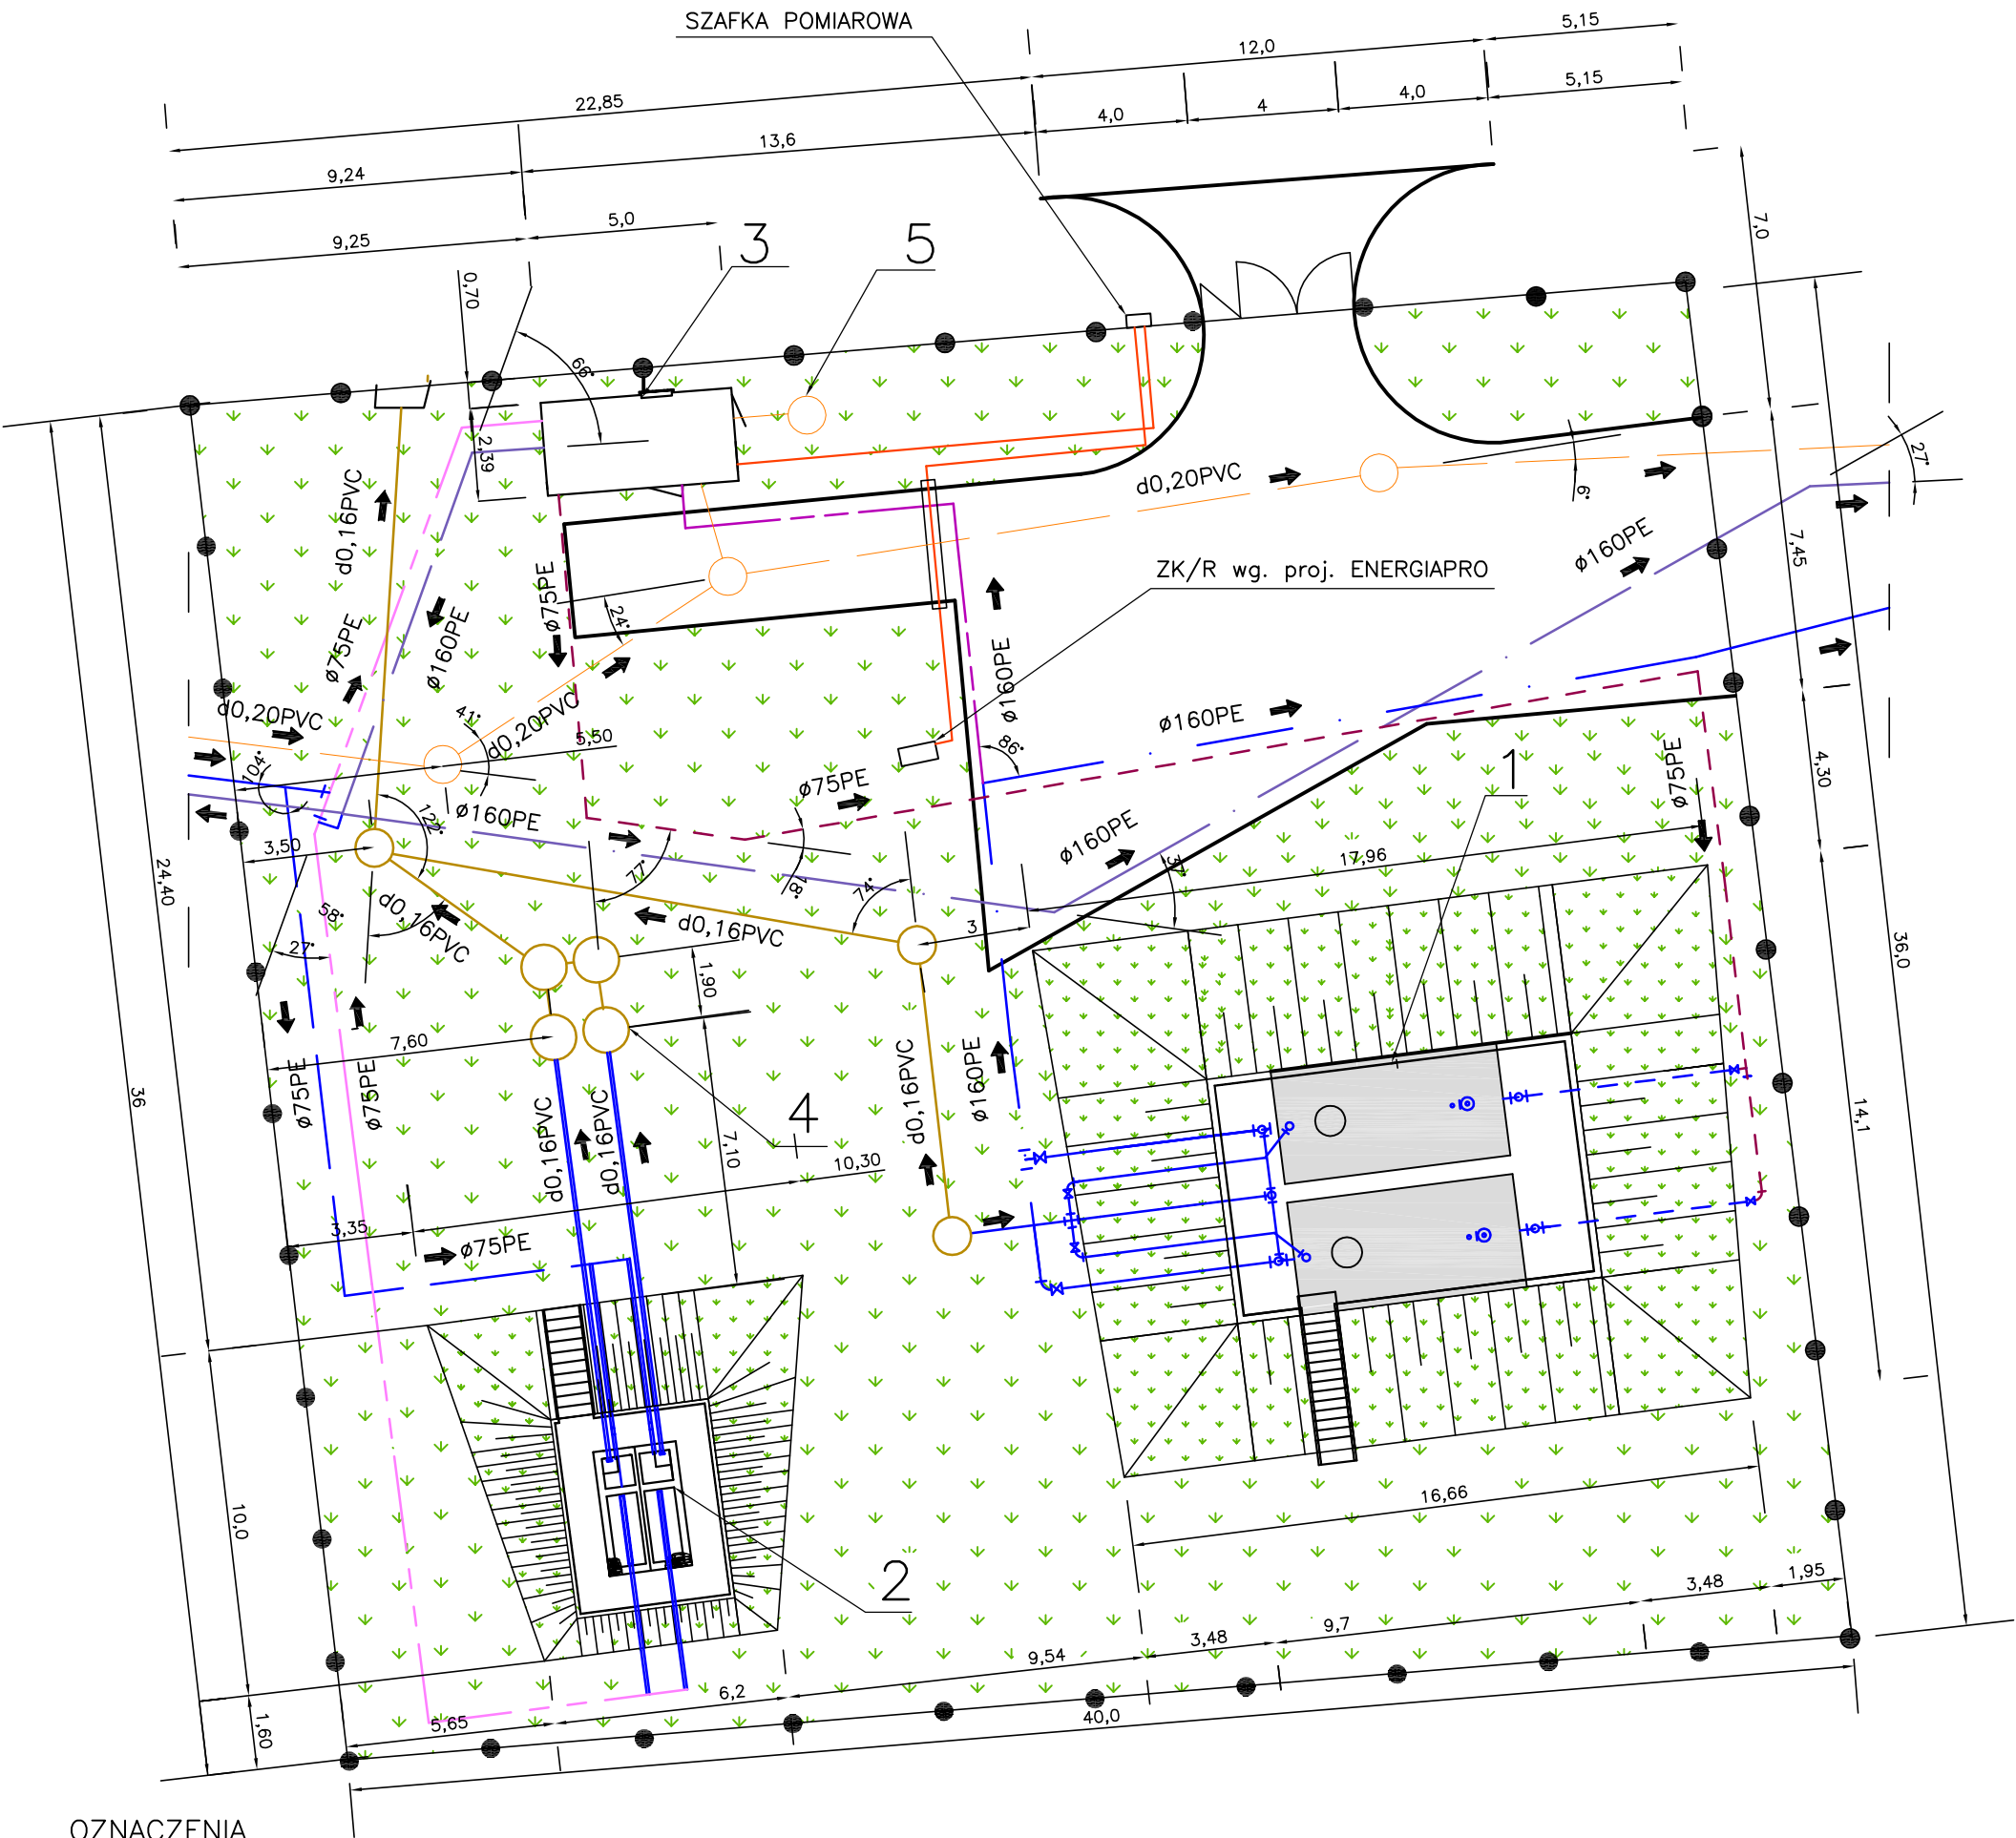 SZAFKA POMIAROWA
5,15
12,0
5,15
22,85
4,0
4
4,0
13,6
9,24
5,0
9,25
3
5
7,0
0,70
66°
2,39
d0,20PVC
27°
6°
d0,16PVC
ø160PE
7,45
ZK/R wg. proj. ENERGIAPRO
ø75PE
24°
ø75PE
ø160PE
ø160PE
d0,20PVC
41°
d0,20PVC
5,50
86°
ø160PE
1
ø75PE
4,30
104°
ø75PE
122°
ø160PE
ø160PE
3,50
24,40
77°
18°
74°
37°
17,96
58°
d0,16PVC
d0,16PVC
3
27°
1,90
36,0
7,60
ø75PE
ø75PE
d0,16PVC
d0,16PVC
4
7,10
d0,16PVC
ø160PE
36
14,1
10,30
3,35
ø75PE
10,0
16,66
2
3,48
1,95
9,7
3,48
9,54
6,2
5,65
1,60
40,0
OZNACZENIA